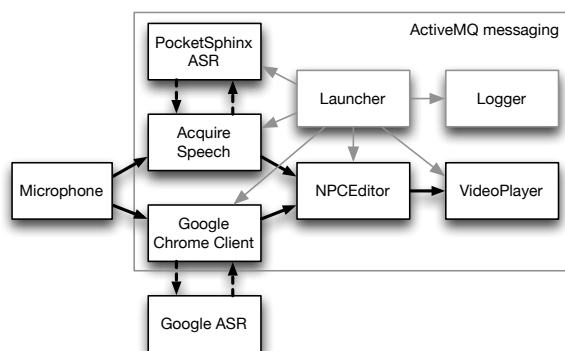 ActiveMQ messaging
PocketSphinx
ASR
Launcher
Logger
Acquire
Speech
Microphone
NPCEditor
VideoPlayer
Google
Chrome Client
Google ASR